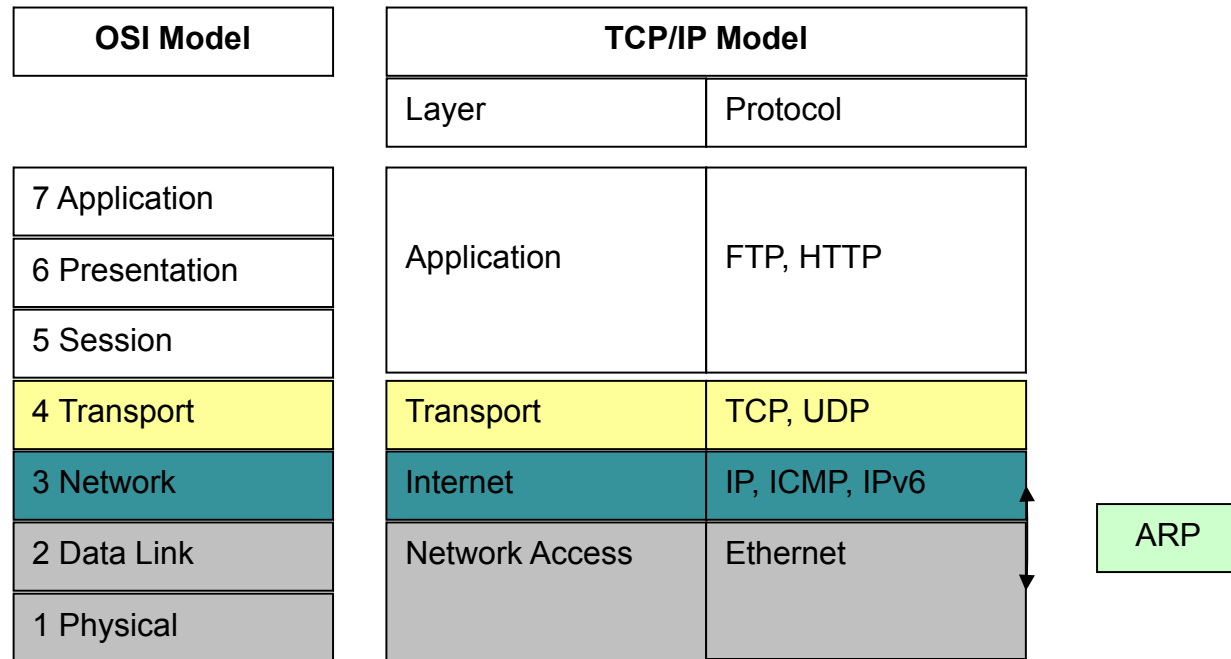 OSI Model
TCP/IP Model
Layer
Protocol
7 Application
6 Presentation
5 Session
Application
FTP, HTTP
4 Transport
Transport
TCP, UDP
3 Network
Internet
IP, ICMP, IPv6
2 Data Link
Network Access
Ethernet
ARP
1 Physical